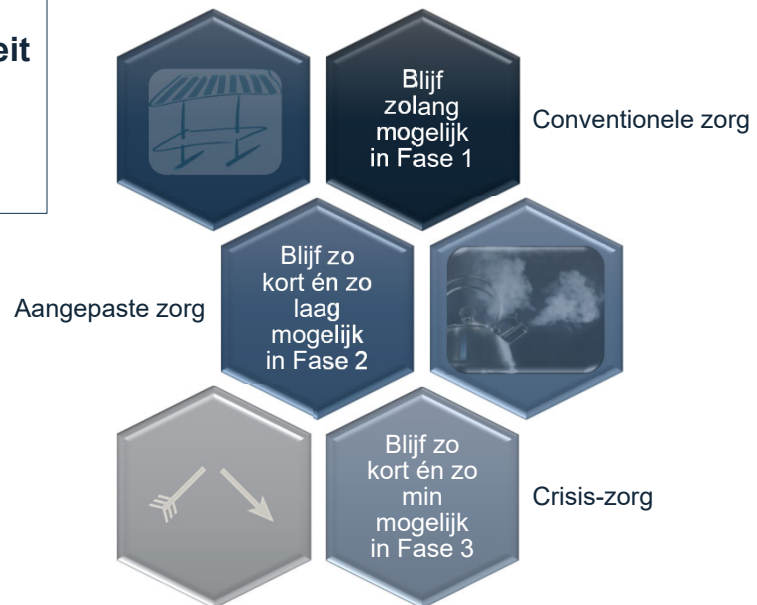 eit
Blijf
zolang
mogelijk
in Fase 1
Conventionele zorg
Aangepaste zorg
Blijf zo
kort én zo
laag
mogelijk
in Fase 2
Blijf zo
kort én zo
min
mogelijk
in Fase 3
Crisis-zorg